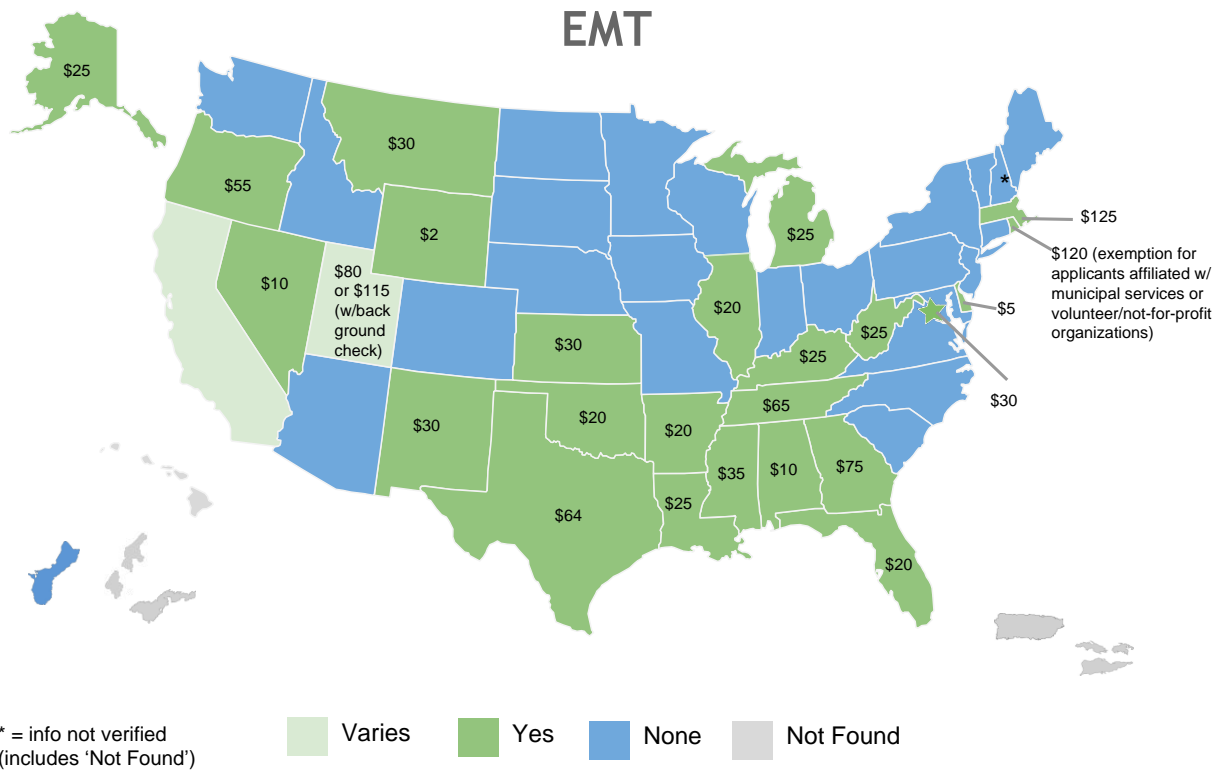 EMT
$25
$30
$55
*
$2
$125
$25
$120 (exemption for
applicants affiliated w/
municipal services or
volunteer/not-for-profit
organizations)
$80
or $115
(w/back
ground
check)
$10
$20
$5
$25
$30
$25
$30
$65
$30
$20
$20
$35
$10
$75
$25
$64
$20
* = info not verified
(includes ‘Not Found’)
Varies
Yes
None
Not Found